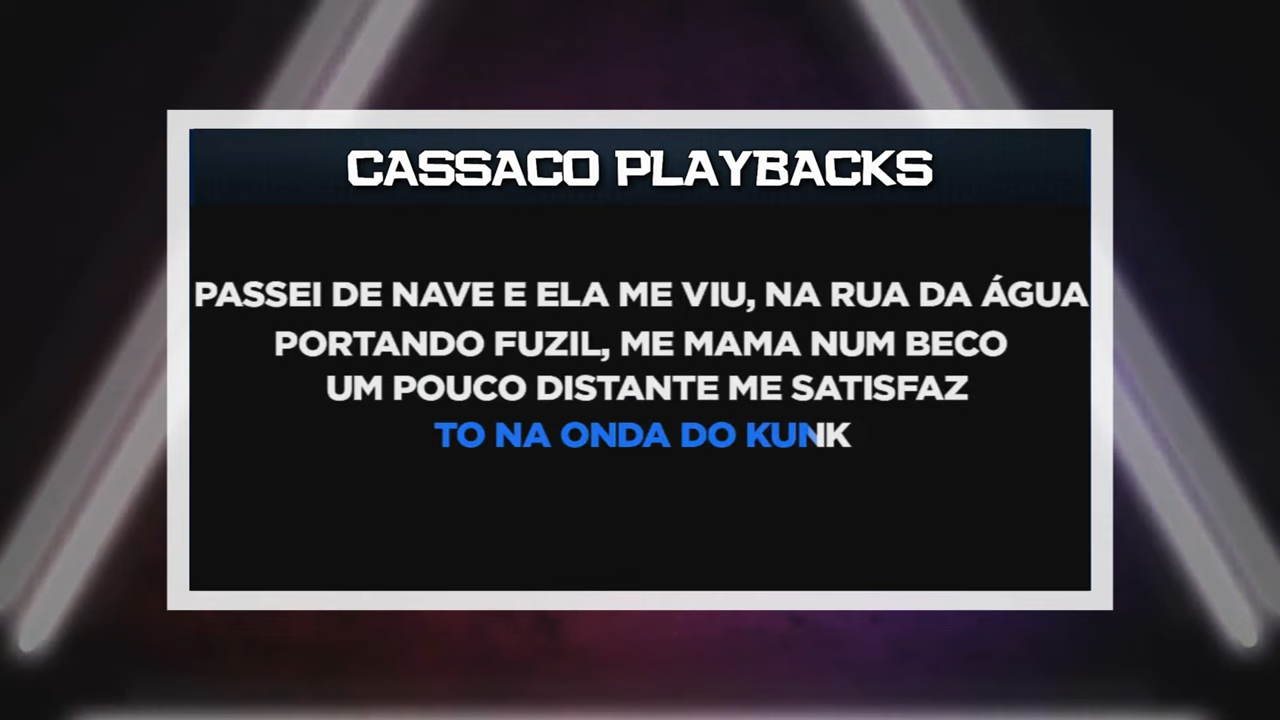 CASSACO PLAYBACKS
PASSEI DE NAVE E ELA ME VIU, NA RUA DA ÁGUA
PORTANDO FUZIL, ME MAMA NUM BECO
UM POUCO DISTANTE ME SATISFAZ
TO NA ONDA DO KUNK